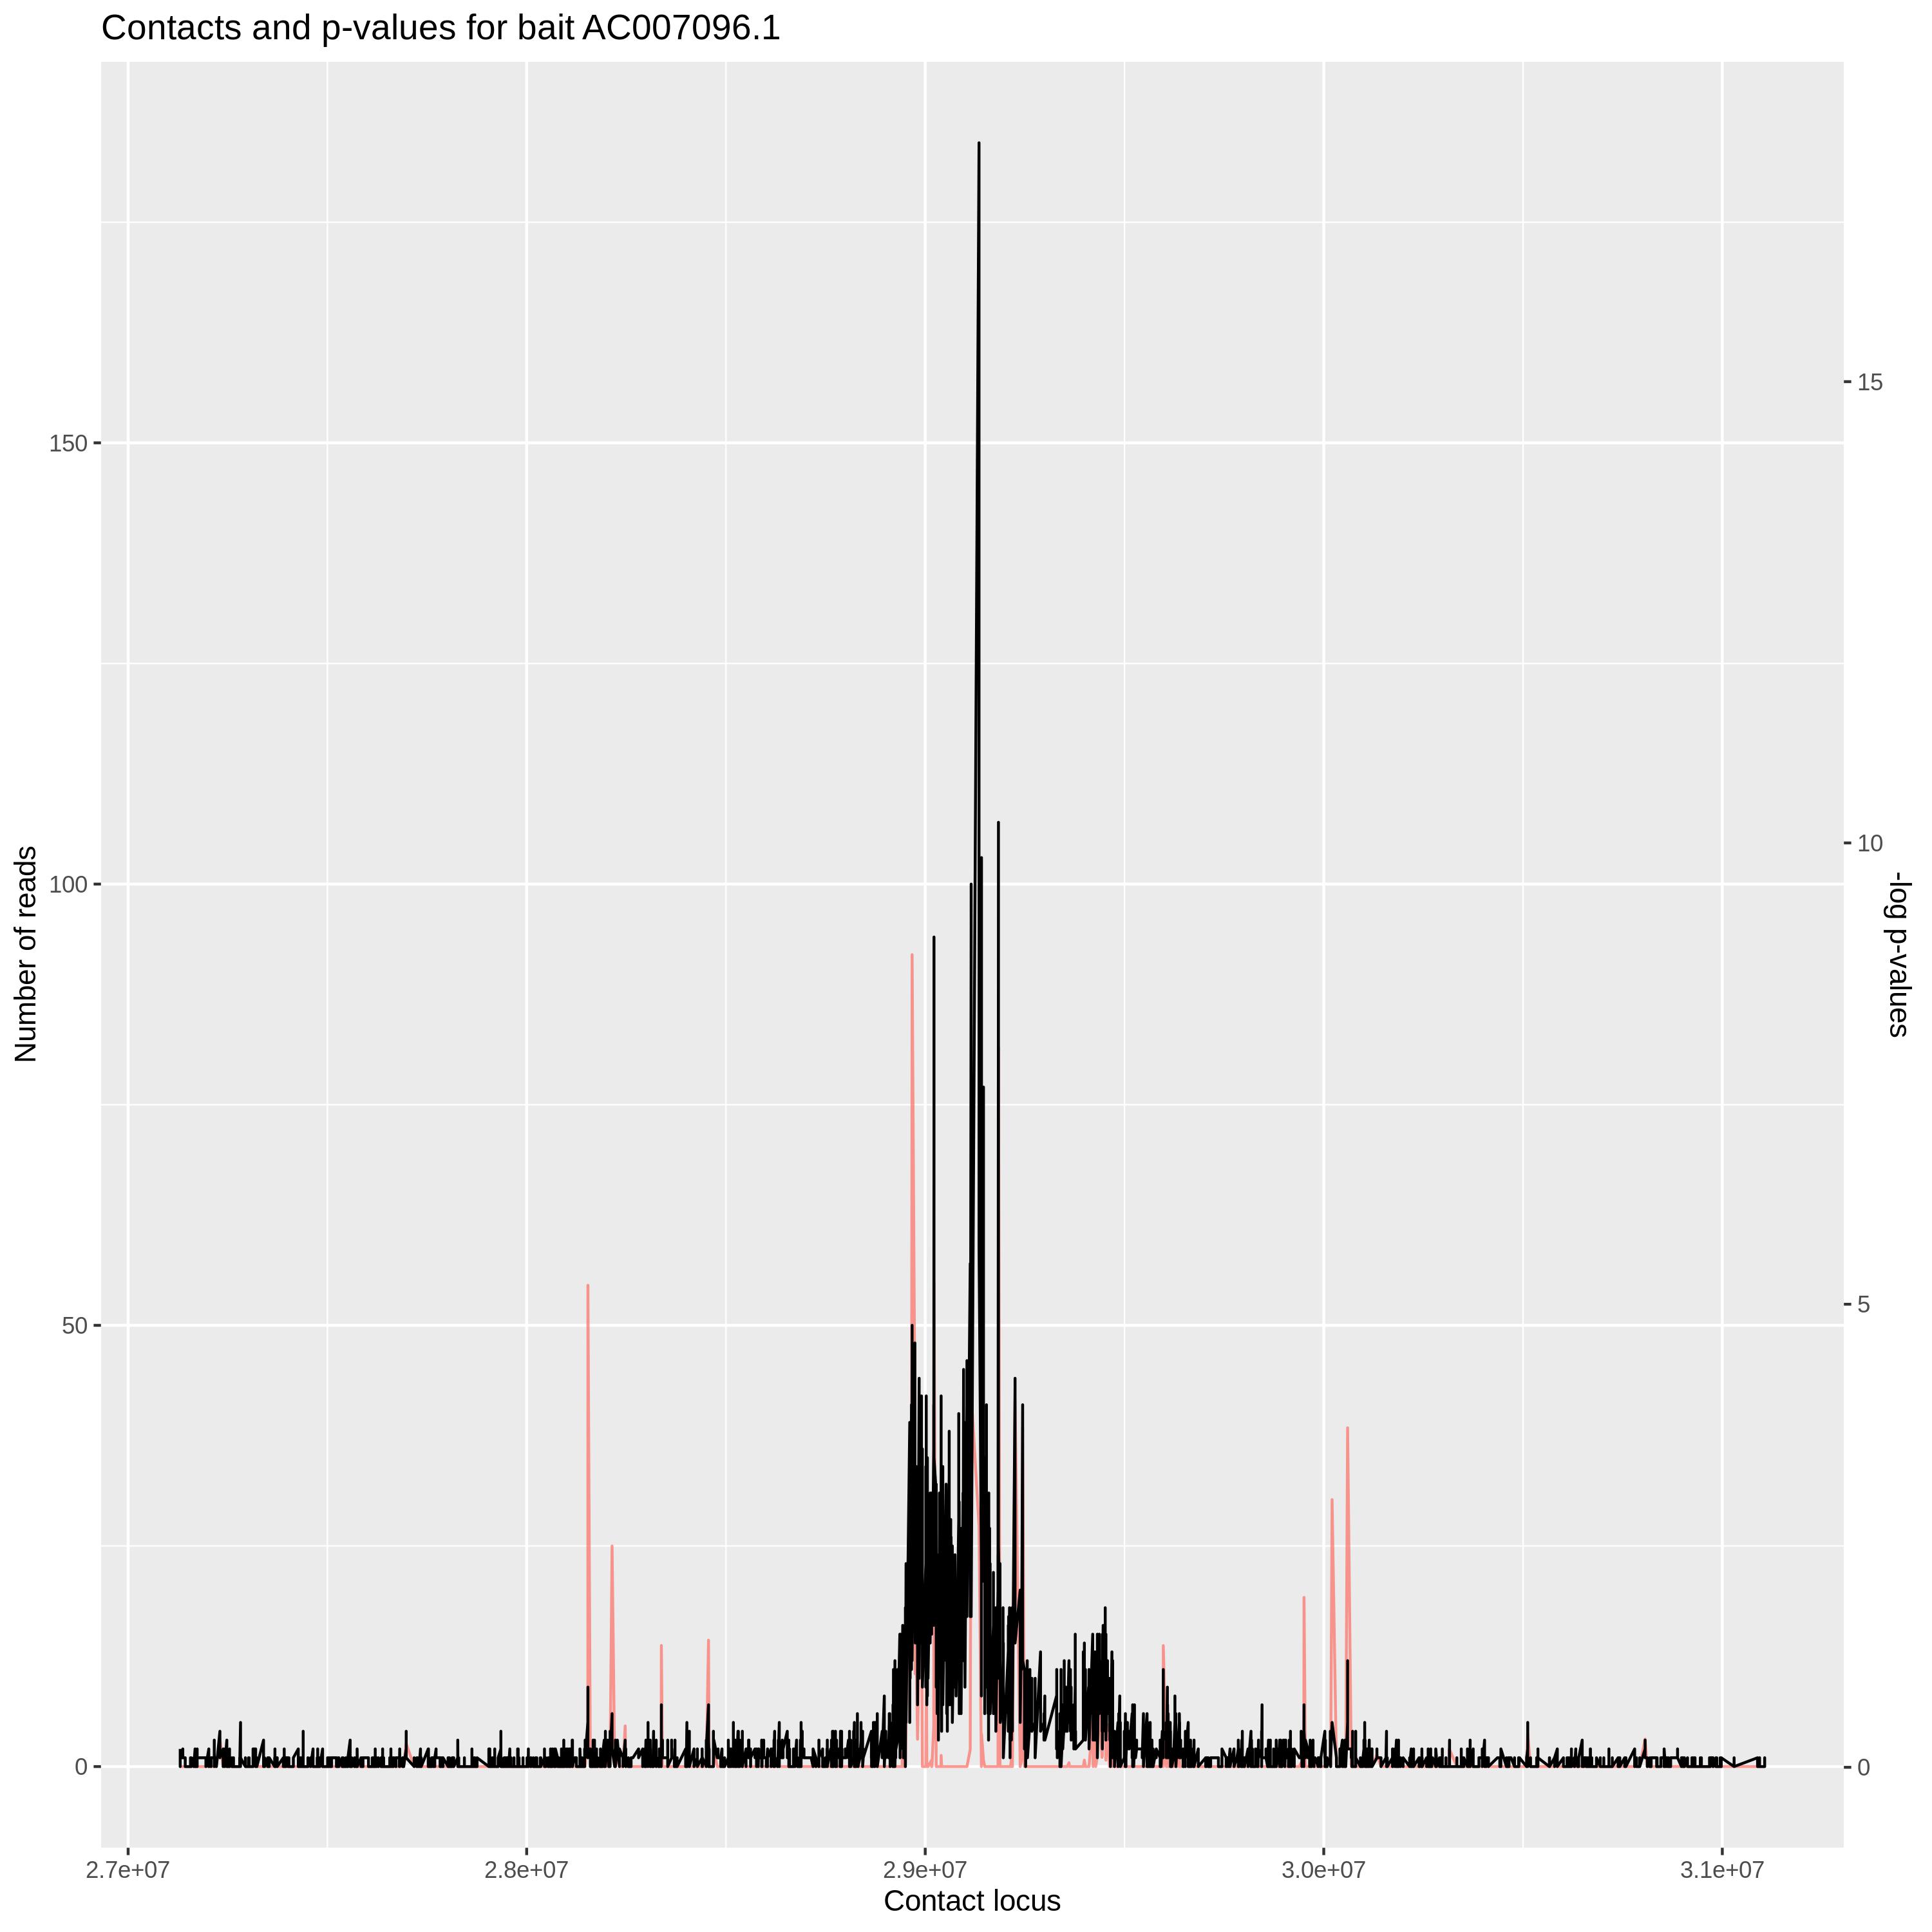 Contacts and p-values for bait AC007096.1
Number of reads
150
100
50
0
15
10
5
0
-log p-values
2.7e+07
2.8e+07
2.9e+07
3.0e+07
3.1e+07
Contact locus